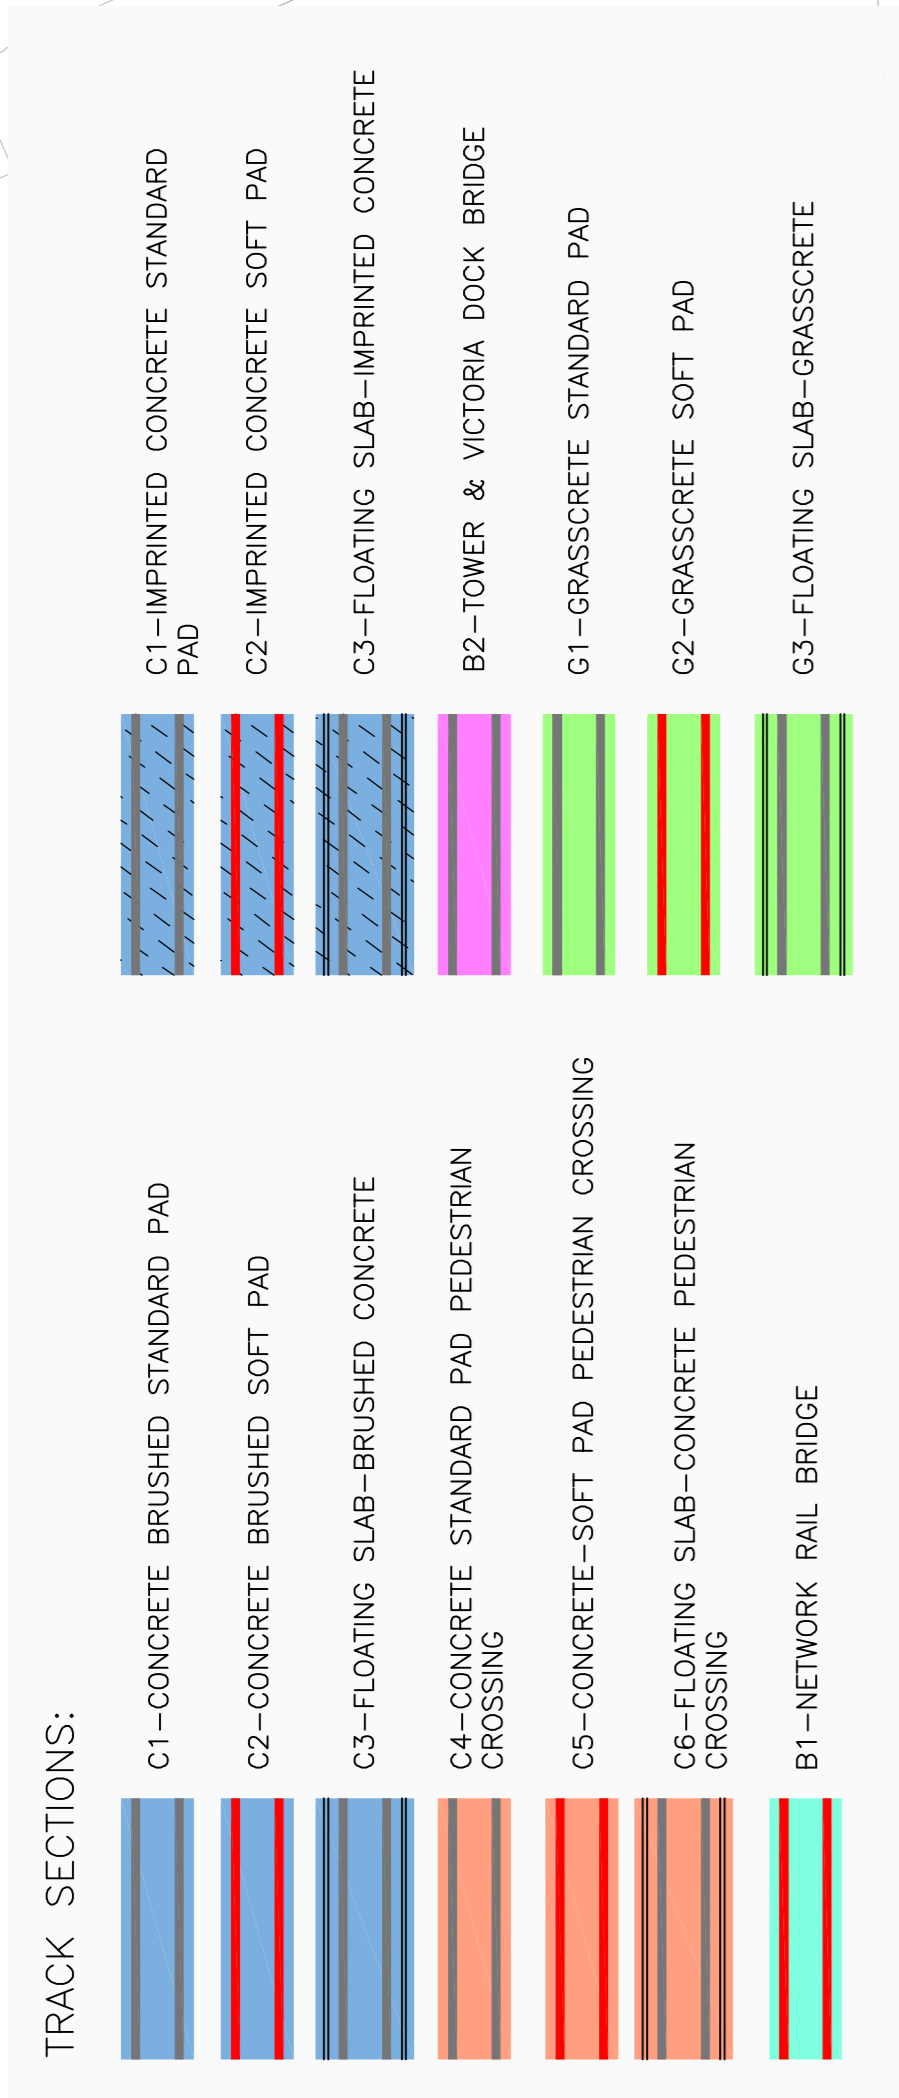 TRACK SECTIONS:
C1-CONCRETE BRUSHED STANDARD PAD
C2-CONCRETE BRUSHED SOFT PAD
C3-FLOATING SLAB-BRUSHED CONCRETE
C4-CONCRETE STANDARD PAD PEDESTRIAN
CROSSING
C5-CONCRETE-SOFT PAD PEDESTRIAN CROSSING
C6-FLOATING SLAB-CONCRETE PEDESTRIAN
CROSSING
B1-NETWORK RAIL BRIDGE
C1-IMPRINTED CONCRETE STANDARD
PAD
C2-IMPRINTED CONCRETE SOFT PAD
C3-FLOATING SLAB-IMPRINTED CONCRETE
B2-TOWER & VICTORIA DOCK BRIDGE
G1-GRASSCRETE STANDARD PAD
G2-GRASSCRETE SOFT PAD
G3-FLOATING SLAB-GRASSCRETE